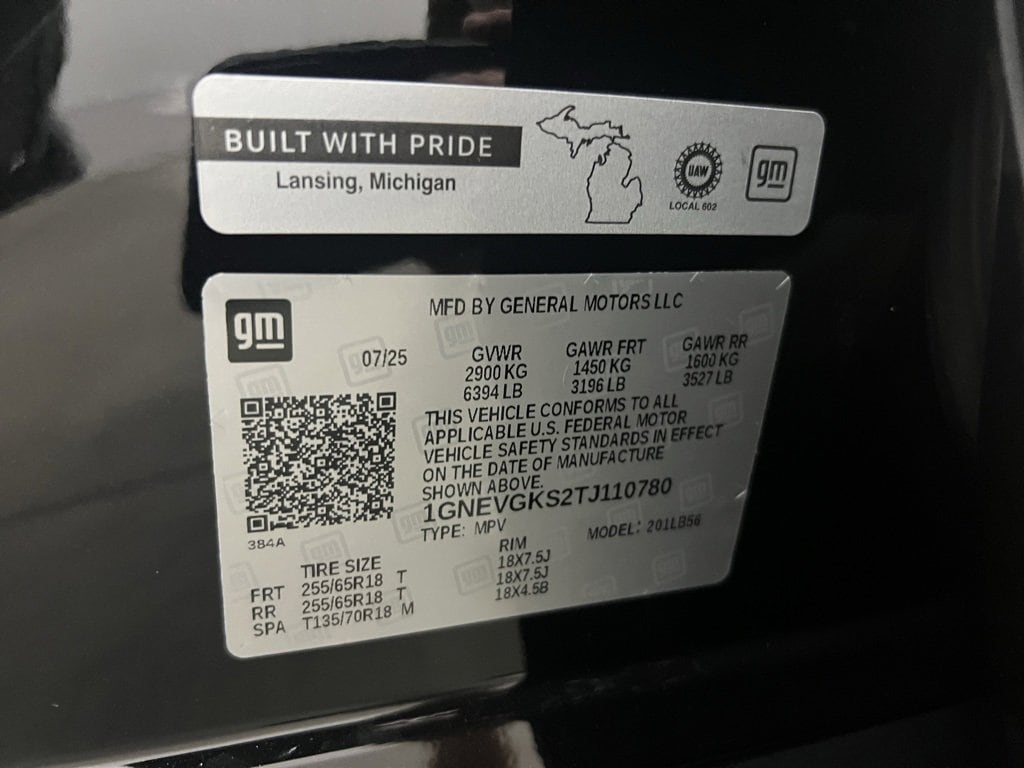 BUILT WITH PRIDE
Lansing, Michigan
UAW
LOCAL 602
gm
gm
MFD BY GENERAL MOTORS LLC
07/25
GVWR GAWR FRT GAWR RR
2900 KG 1450 KG 1600 KG
6394 LB 3196 LB 3527 LB
THIS VEHICLE CONFORMS TO ALL
APPLICABLE U.S. FEDERAL MOTOR
VEHICLE SAFETY STANDARDS IN EFFECT
ON THE DATE OF MANUFACTURE
SHOWN ABOVE.
1GNEVGKS2TJ110780
TYPE: MPV MODEL: 201LB56
384A
TIRE SIZE RIM
FRT 255/65R18 T 18X7.5J
RR 255/65R18 T 18X7.5J
SPA T135/70R18 M 18X4.5B